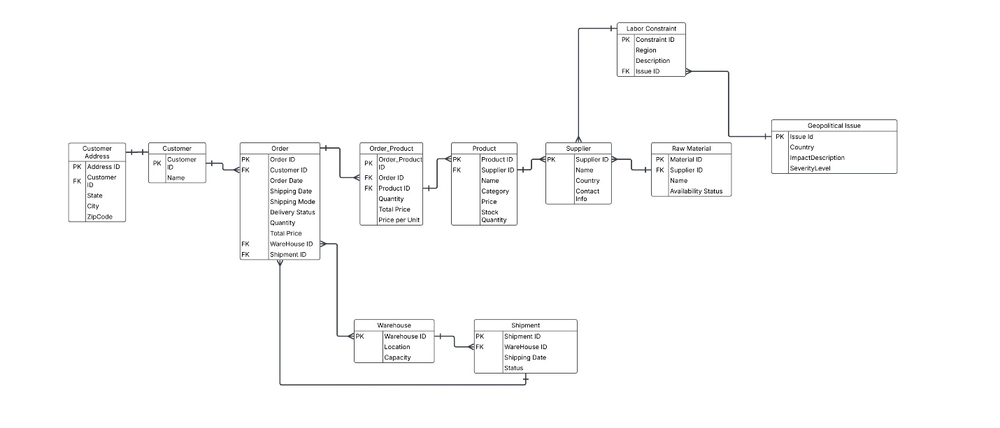 Labor Constraint
PK Constraint ID
Region
Description
FK Issue ID
Geopolitical Issue
PK Issue Id
Country
ImpactDescription
SeverityLevel
Customer
Address
PK Address ID
FK Customer
ID
State
City
ZipCode
Customer
PK Customer
ID
Name
Order
PK Order ID
FK Customer ID
Order Date
Shipping Date
Shipping Mode
Delivery Status
Quantity
Total Price
FK WareHouse ID
FK Shipment ID
Order_Product
PK Order_Product
ID
FK Order ID
FK Product ID
Quantity
Total Price
Price per Unit
Product
PK Product ID
FK Supplier ID
Name
Category
Price
Stock
Quantity
Supplier
PK Supplier ID
Name
Country
Contact
Info
Raw Material
PK Material ID
FK Supplier ID
Name
Availability Status
Warehouse
PK Warehouse ID
Location
Capacity
Shipment
PK Shipment ID
FK WareHouse ID
Shipping Date
Status